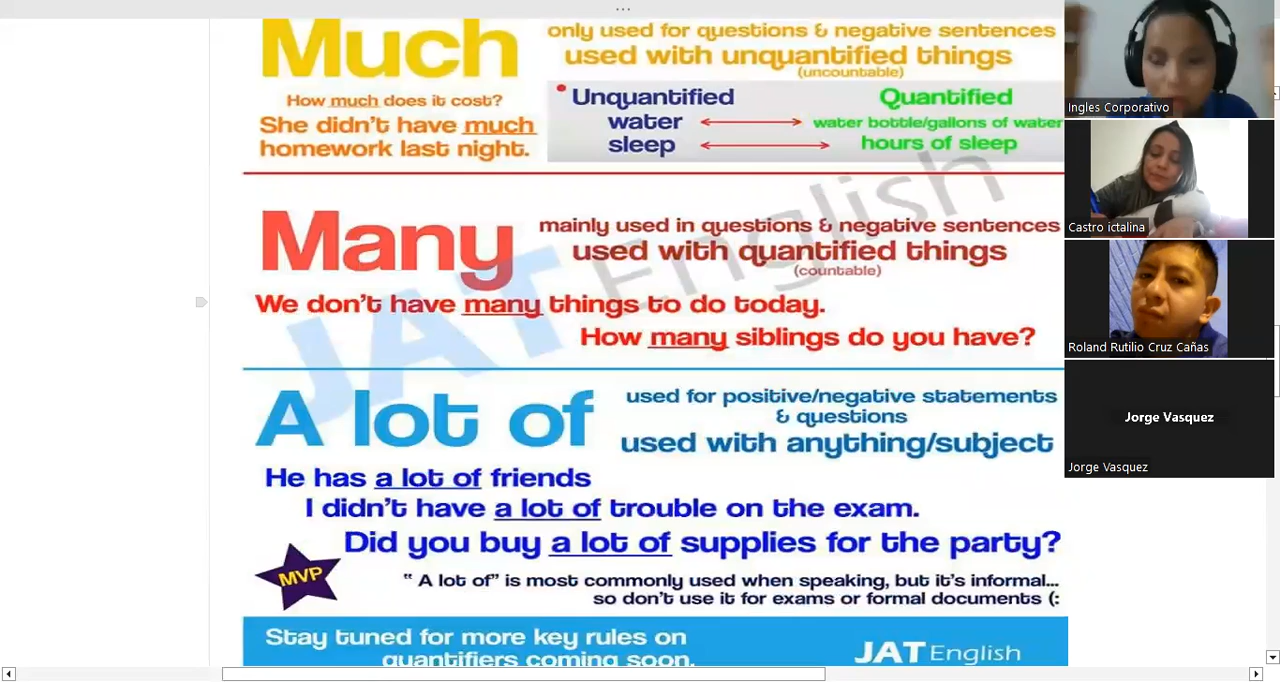 Much
only used for questions & negative sentences
used with unquantified things
(uncountable)
How much does it cost?
She didn't have much
homework last night.
Unquantified
Quantified
water
water bottle/gallons of water
sleep
hours of sleep
Many
mainly used in questions & negative sentences
used with quantified things
(countable)
We don't have many things to do today.
How many siblings do you have?
A lot of
used for positive/negative statements
& questions
used with anything/subject
He has a lot of friends
I didn't have a lot of trouble on the exam.
Did you buy a lot of supplies for the party?
MVP
" A lot of" is most commonly used when speaking, but it's informal...
so don't use it for exams or formal documents (:
Stay tuned for more key rules on
quantifiers coming soon.
JAT English
JAT English
Ingles Corporativo
Castro ictalina
Roland Rutilio Cruz Cañas
Jorge Vasquez
Jorge Vasquez